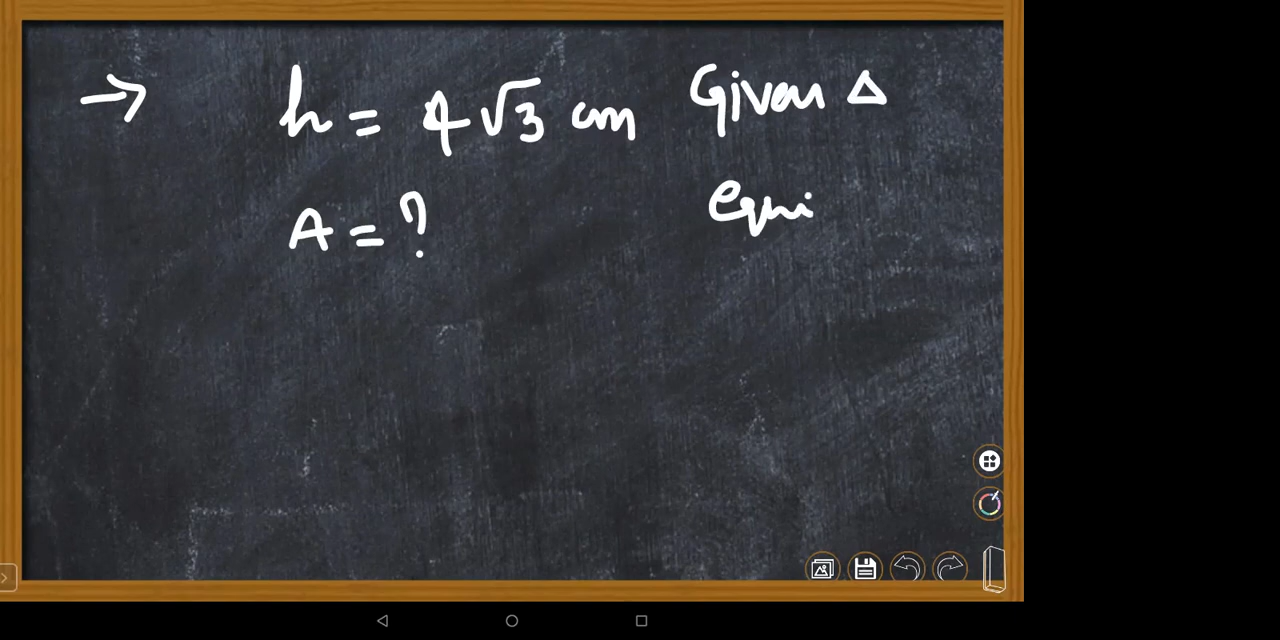 → h = 4√3 cm Given △
A = ? equi